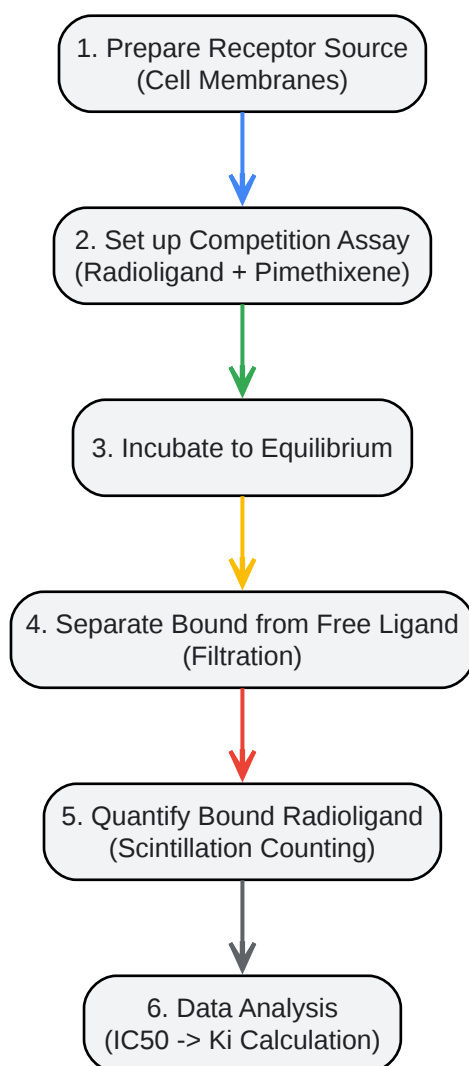 1. Prepare Receptor Source
(Cell Membranes)
2. Set up Competition Assay
(Radioligand + Pimethixene)
3. Incubate to Equilibrium
4. Separate Bound from Free Ligand
(Filtration)
5. Quantify Bound Radioligand
(Scintillation Counting)
6. Data Analysis
(IC50 -> Ki Calculation)